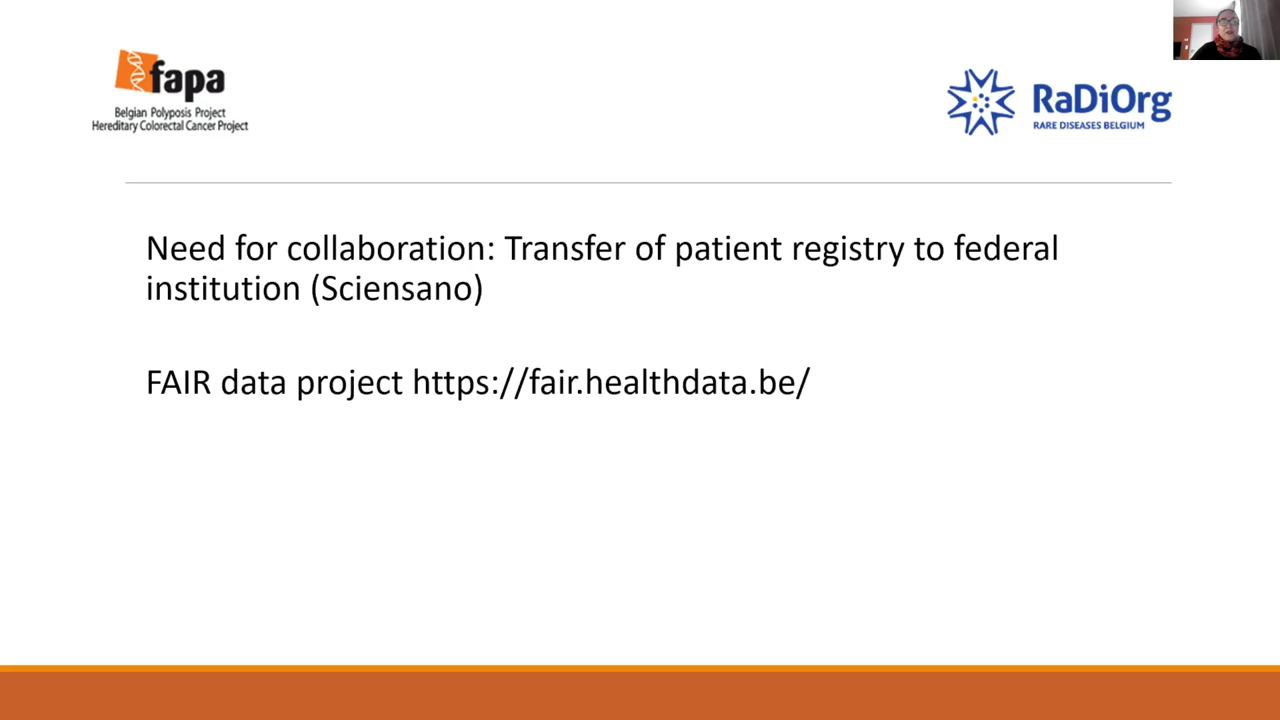 fapa
Belgian Polyposis Project
Hereditary Colorectal Cancer Project
RaDiOrg
RARE DISEASES BELGIUM
Need for collaboration: Transfer of patient registry to federal
institution (Sciensano)
FAIR data project https://fair.healthdata.be/